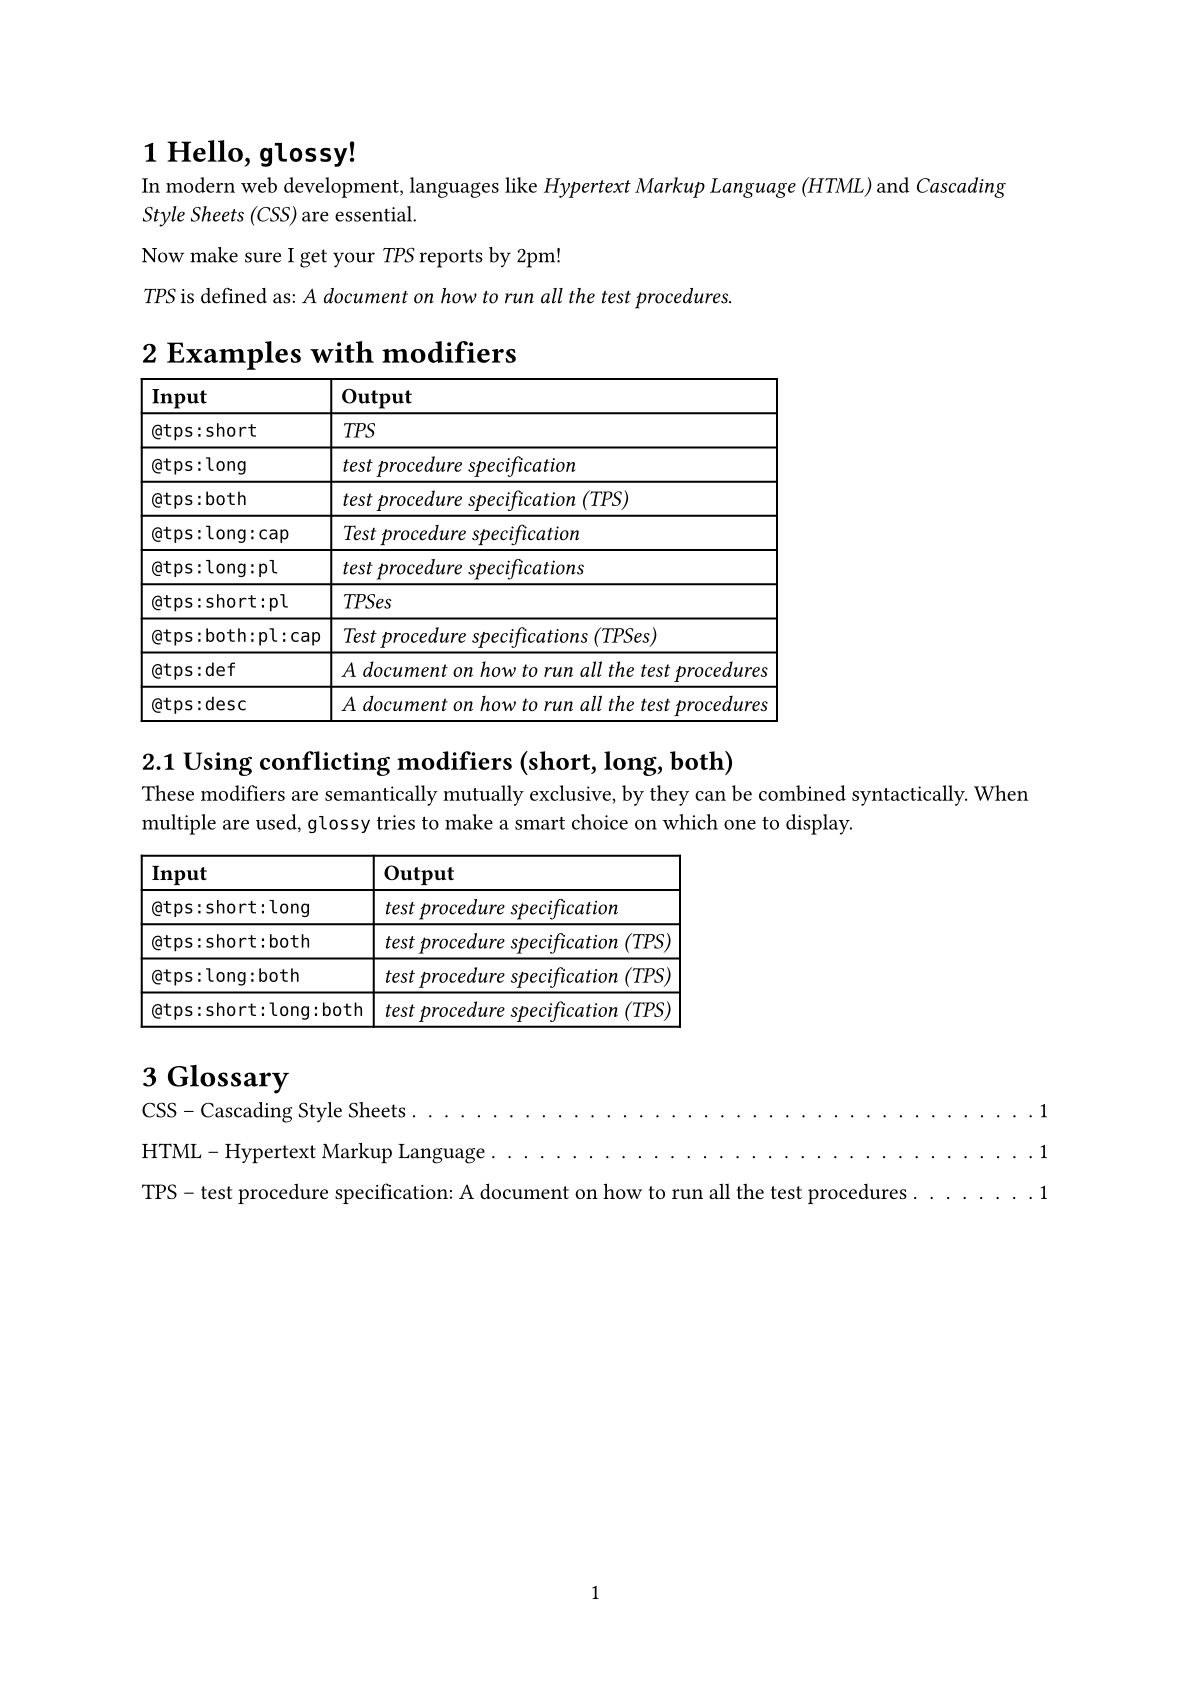 1 Hello, glossy!
In modern web development, languages like Hypertext Markup Language (HTML) and Cascading
Style Sheets (CSS) are essential.
Now make sure I get your TPS reports by 2pm!
TPS is defined as: A document on how to run all the test procedures.
2 Examples with modifiers
Input Output
@tps:short TPS
@tps:long test procedure specification
@tps:both test procedure specification (TPS)
@tps:long:cap Test procedure specification
@tps:long:pl test procedure specifications
@tps:short:pl TPSes
@tps:both:pl:cap Test procedure specifications (TPSes)
@tps:def A document on how to run all the test procedures
@tps:desc A document on how to run all the test procedures
2.1 Using conflicting modifiers (short, long, both)
These modifiers are semantically mutually exclusive, by they can be combined syntactically. When
multiple are used, glossy tries to make a smart choice on which one to display.
Input Output
@tps:short:long test procedure specification
@tps:short:both test procedure specification (TPS)
@tps:long:both test procedure specification (TPS)
@tps:short:long:both test procedure specification (TPS)
3 Glossary
CSS – Cascading Style Sheets . . . . . . . . . . . . . . . . . . . . . . . . . . . . . . . . . . . . . . . 1
HTML – Hypertext Markup Language . . . . . . . . . . . . . . . . . . . . . . . . . . . . . . . . . . 1
TPS – test procedure specification: A document on how to run all the test procedures . . . . . . . . 1
1